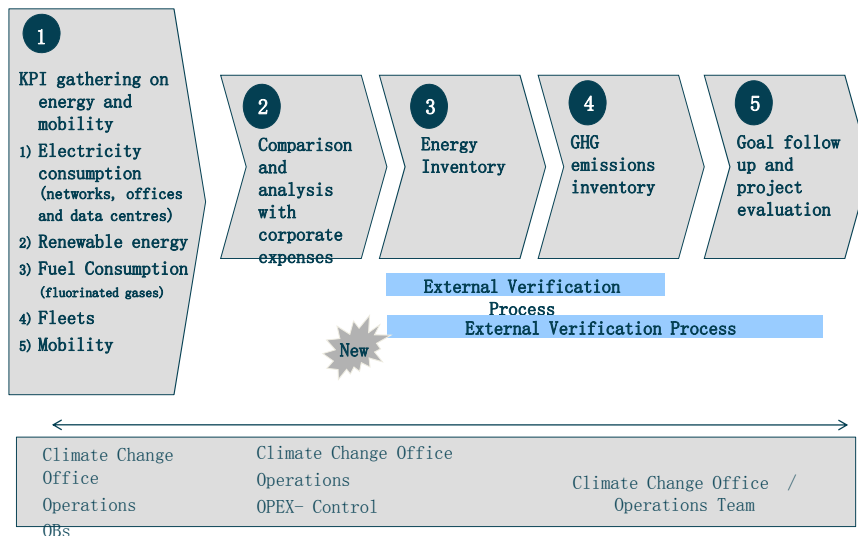 1
KPI gathering on
energy and
mobility
1) Electricity
consumption
(networks, offices
and data centres)
2) Renewable energy
3) Fuel Consumption
(fluorinated gases)
4) Fleets
5) Mobility
2
Comparison
and
analysis
with
corporate
expenses
3
Energy
Inventory
4
GHG
emissions
inventory
5
Goal follow
up and
project
evaluation
External Verification
Process
External Verification Process
New
Climate Change
Office
Operations
OBs
Climate Change Office
Operations
OPEX- Control
Climate Change Office /
Operations Team